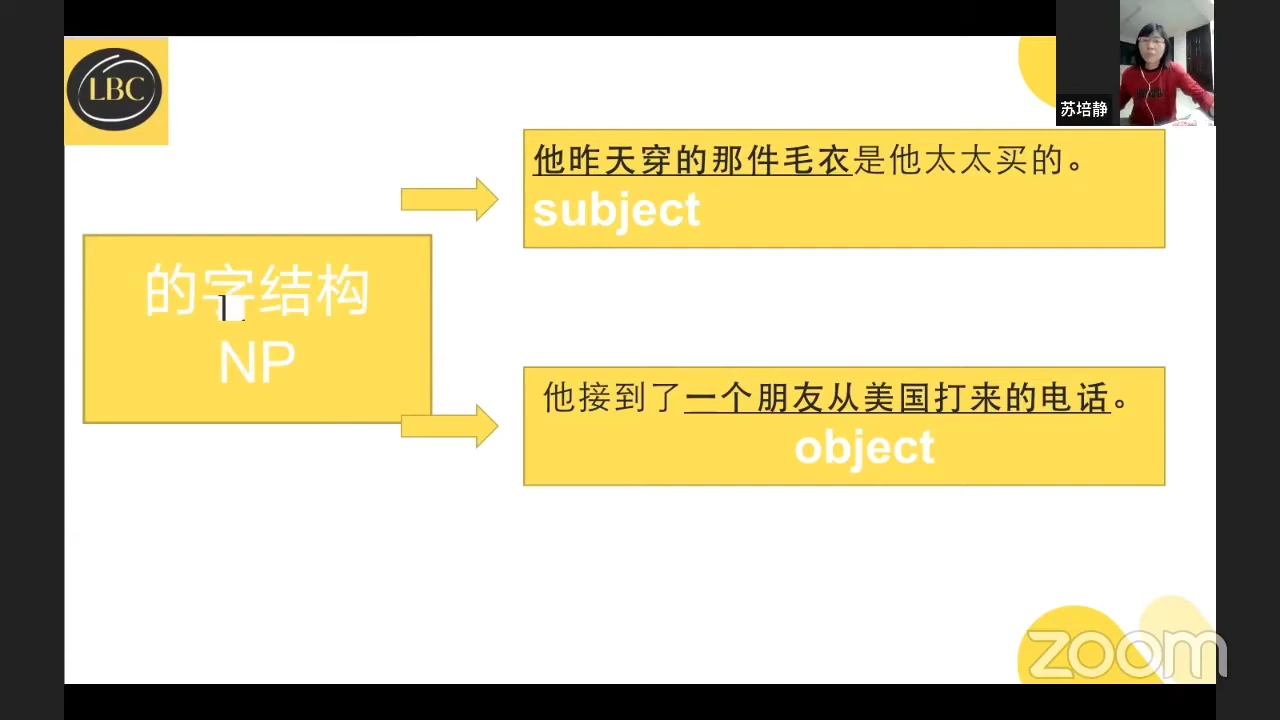 LBC
苏培静
他昨天穿的那件毛衣是他太太买的。
subject
的字结构
NP
他接到了一个朋友从美国打来的电话。
object
zoom